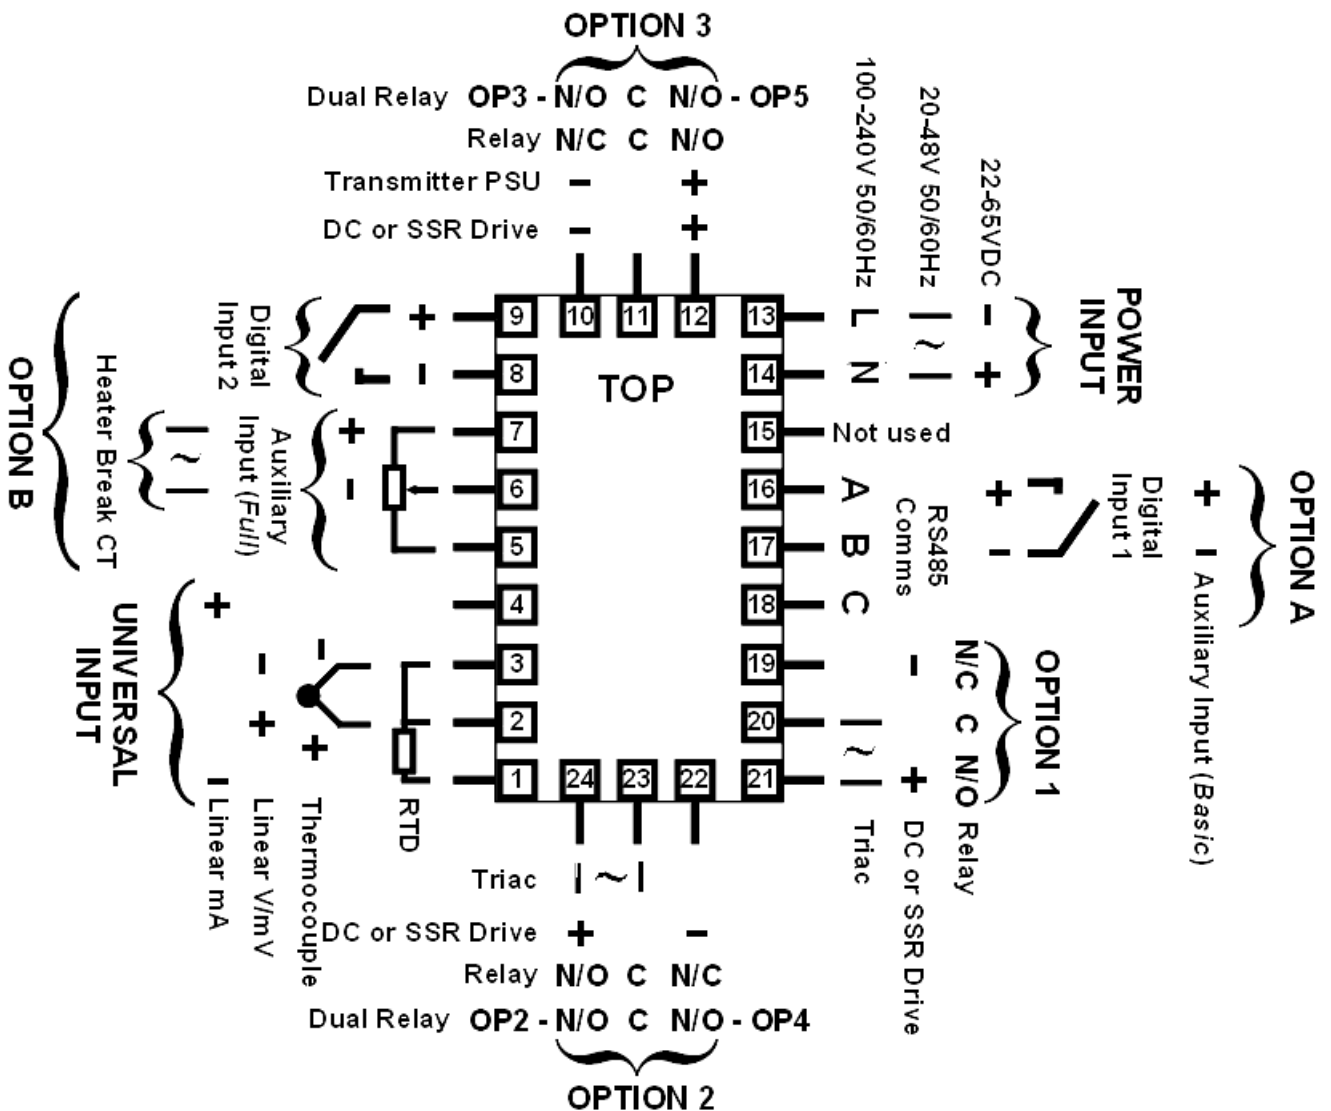 OPTION 3
Dual Relay OP3 - N/O C N/O - OP5
Relay N/C C N/O
Transmitter PSU - +
DC or SSR Drive - +
100-240V 50/60Hz
L
N
20-48V 50/60Hz
~
22-65VDC
-
+
POWER
INPUT
9
10
11
12
13
8
TOP
14
7
15
Not used
6
16
A
5
17
B
4
18
C
3
19
2
20
1
24
23
22
21
OPTION B
Digital
Input 2
+
-
Heater Break CT
~
Auxiliary
Input (Full)
+
-
UNIVERSAL
INPUT
+
-
Linear mA
-
+
Linear V/mV
-
+
Thermocouple
RTD
RS485
Comms
+
-
Digital
Input 1
+
-
Auxiliary Input (Basic)
OPTION A
~
Triac
-
+
DC or SSR Drive
N/C C N/O Relay
OPTION 1
Triac ~
DC or SSR Drive + -
Relay N/O C N/C
Dual Relay OP2 - N/O C N/O - OP4
OPTION 2